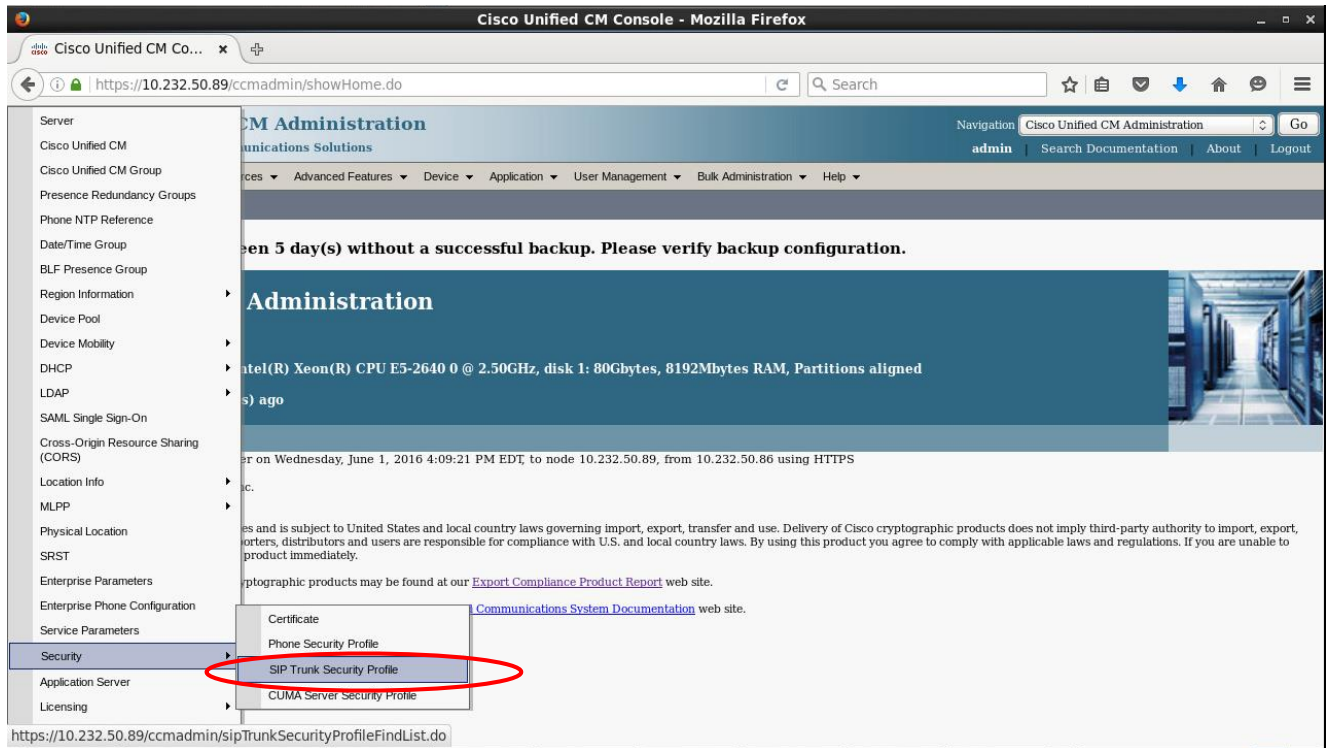 Cisco Unified CM Console - Mozilla Firefox
Cisco Unified CM Co...
https://10.232.50.89/ccmadmin/showHome.do
Search
Server
Cisco Unified CM
Cisco Unified CM Group
Presence Redundancy Groups
Phone NTP Reference
Date/Time Group
BLF Presence Group
Region Information
Device Pool
Device Mobility
DHCP
LDAP
SAML Single Sign-On
Cross-Origin Resource Sharing
(CORS)
Location Info
MLPP
Physical Location
SRST
Enterprise Parameters
Enterprise Phone Configuration
Service Parameters
Security
Application Server
Licensing
Certificate
Phone Security Profile
SIP Trunk Security Profile
CUMA Server Security Profile
CM Administration
unications Solutions
Navigation Cisco Unified CM Administration Go
admin | Search Documentation | About | Logout
rces Advanced Features Device Application User Management Bulk Administration Help
een 5 day(s) without a successful backup. Please verify backup configuration.
Administration
ntel(R) Xeon(R) CPU E5-2640 0 @ 2.50GHz, disk 1: 80Gbytes, 8192Mbytes RAM, Partitions aligned
s) ago
er on Wednesday, June 1, 2016 4:09:21 PM EDT, to node 10.232.50.89, from 10.232.50.86 using HTTPS
nc.
es and is subject to United States and local country laws governing import, export, transfer and use. Delivery of Cisco cryptographic products does not imply third-party authority to import, export,
orters, distributors and users are responsible for compliance with U.S. and local country laws. By using this product you agree to comply with applicable laws and regulations. If you are unable to
product immediately.
yptographic products may be found at our Export Compliance Product Report web site.
Communications System Documentation web site.
https://10.232.50.89/ccmadmin/sipTrunkSecurityProfileFindList.do